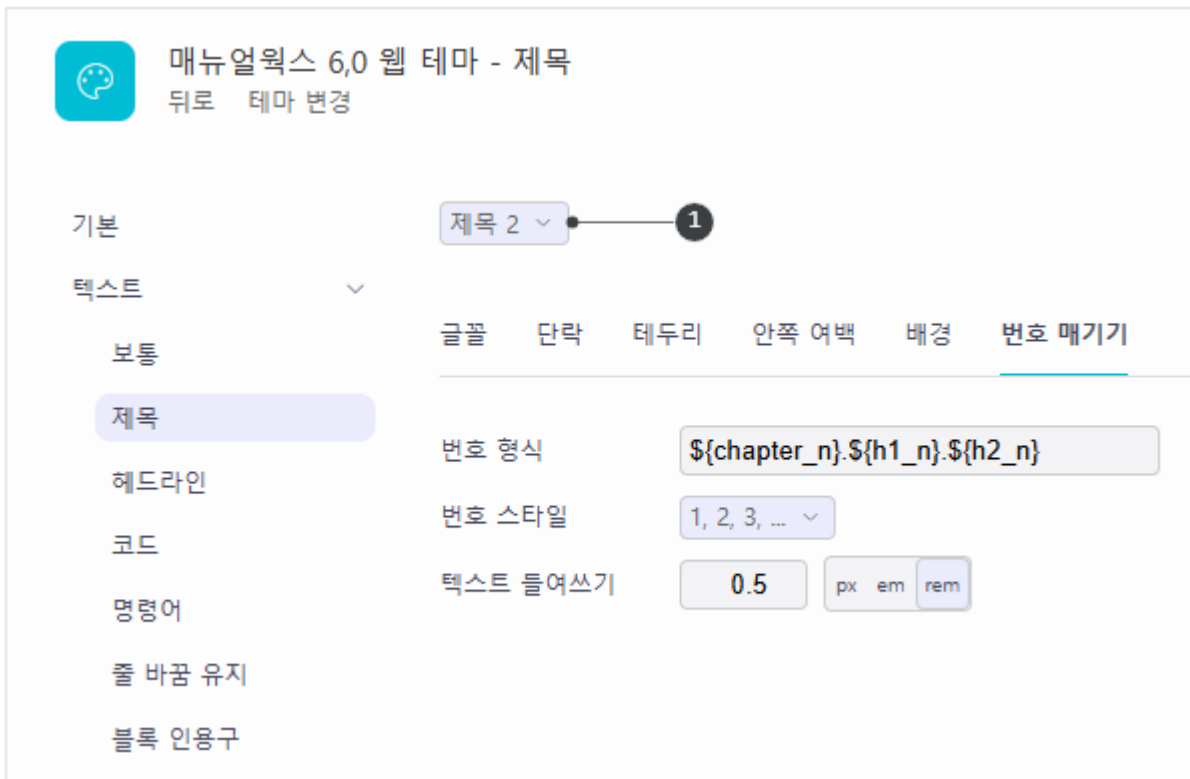 매뉴얼웍스 6,0 웹 테마 - 제목
뒤로 테마 변경
기본
텍스트
보통
제목
헤드라인
코드
명령어
줄 바꿈 유지
블록 인용구
제목 2
1
글꼴 단락 테두리 안쪽 여백 배경 번호 매기기
번호 형식 ${chapter_n}.${h1_n}.${h2_n}
번호 스타일 1, 2, 3, ...
텍스트 들여쓰기 0.5 px em rem